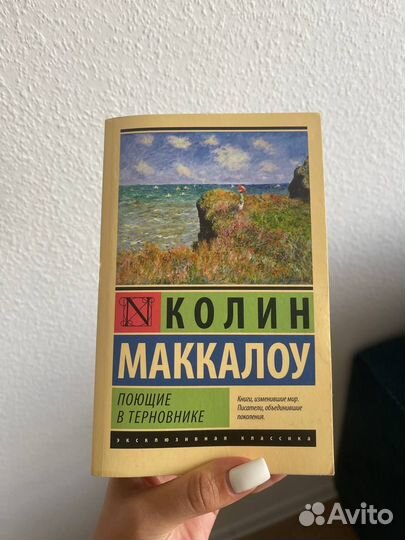 N КОЛИН
МАККАЛОУ
ПОЮЩИЕ
В ТЕРНОВНИКЕ
Книги, изменившие мир.
Писатели, объединившие
поколения.
эксклюзивная классика
Avito